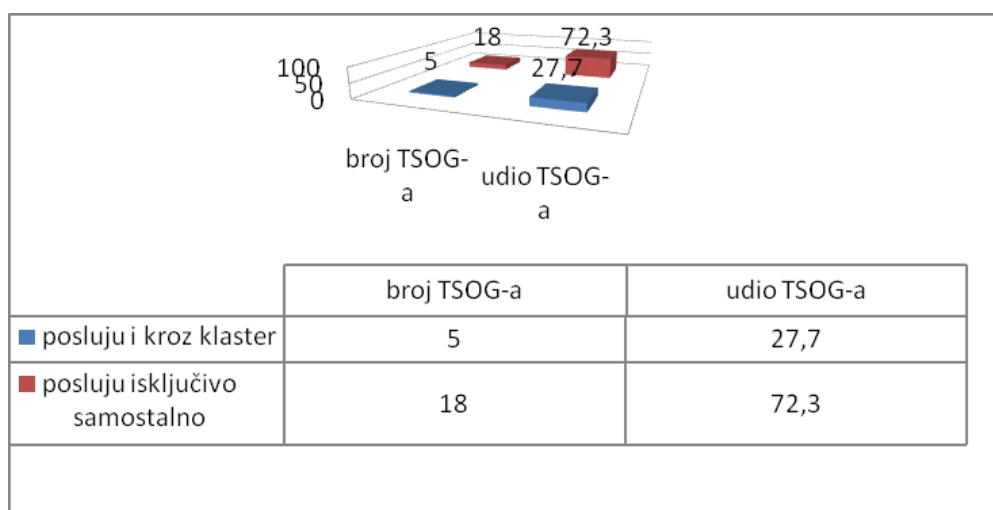 18
72,3
5
27,7
100
50
0
broj TSOG-
a
udio TSOG-
a
broj TSOG-a
udio TSOG-a
posluju i kroz klaster
5
27,7
posluju isključivo
samostalno
18
72,3